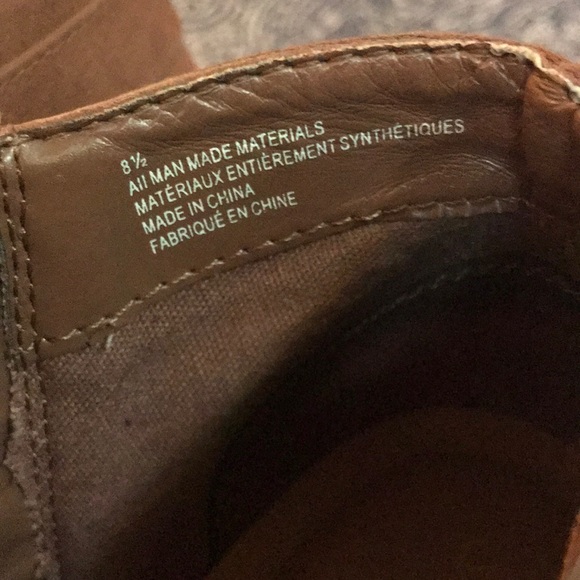 8½
All MAN MADE MATERIALS
MATÉRIAUX ENTIÈREMENT SYNTHÉTIQUES
MADE IN CHINA
FABRIQUÉ EN CHINE